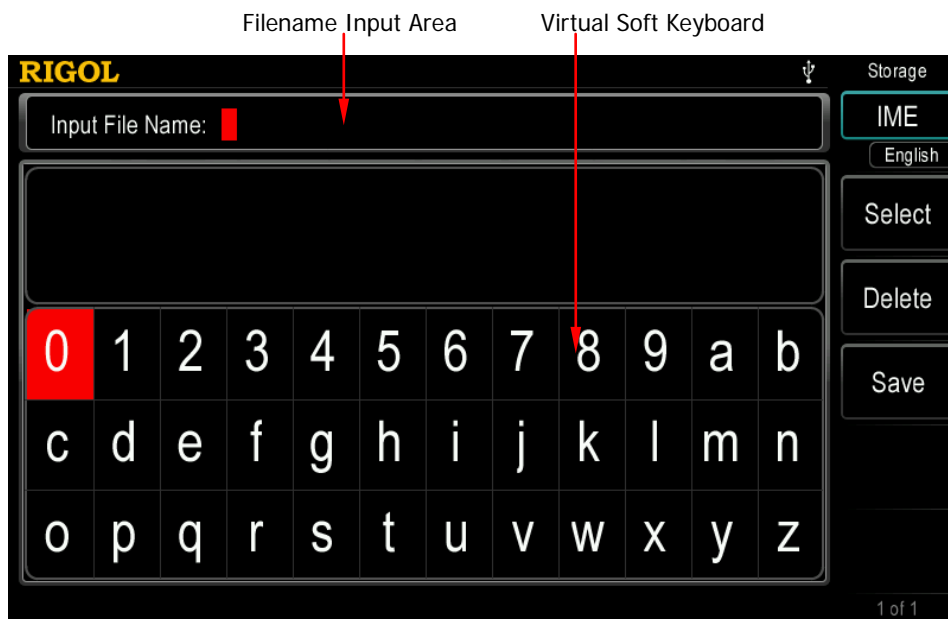 Filename Input Area Virtual Soft Keyboard
RIGOL Storage
Input File Name: IME
English
Select
Delete
0 1 2 3 4 5 6 7 8 9 a b
Save
c d e f g h i j k l m n
o p q r s t u v w x y z
1 of 1